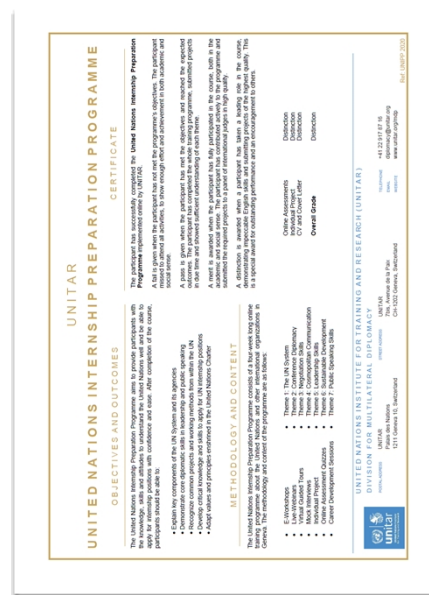 UNITAR
UNITED NATIONS INTERNSHIP PREPARATION PROGRAMME
OBJECTIVES AND OUTCOMES
The United Nations Internship Preparation Programme aims to provide participants with
the knowledge, skills and attitudes to understand the United Nations well and be able to
apply for internship positions with confidence and ease. After completion of the course,
participants should be able to:
• Explain key components of the UN System and its agencies
• Demonstrate core diplomatic skills in leadership and public speaking
• Recognize common projects and working methods from within the UN
• Develop critical knowledge and skills to apply for UN internship positions
• Adapt values and principles enshrined in the United Nations Charter
METHODOLOGY AND CONTENT
The United Nations Internship Preparation Programme consists of a four-week long online
training programme about the United Nations and other international organizations in
Geneva. The methodology and content of the programme are as follows:
• E-Workshops
• Live-Webinars
• Virtual Guided Tours
• Mock Interviews
• Individual Project
• Online Assessment Quizzes
• Career Development Sessions
• Theme 1: The UN System
• Theme 2: Conference Diplomacy
• Theme 3: Negotiation Skills
• Theme 4: Cosmopolitan Communication
• Theme 5: Leadership Skills
• Theme 6: Sustainable Development
• Theme 7: Public Speaking Skills
CERTIFICATE
The participant has successfully completed the United Nations Internship Preparation
Programme implemented online by UNITAR.
A fail is given when the participant has not met the programme's objectives. The participant
missed to attend all activities, to show enough effort and achievement in both academic and
social sense.
A pass is given when the participant has met the objectives and reached the expected
outcomes. The participant has completed the whole training programme, submitted projects
in due time and showed sufficient understanding of each theme.
A merit is awarded when the participant has fully participated in the course, both in the
academic and social sense. The participant has contributed actively to the programme and
submitted the required projects to a panel of international judges in high quality.
A distinction is awarded when a participant has taken a leading role in the course,
demonstrating impeccable English skills and submitting projects of the highest quality. This
is a special award for outstanding performance and an encouragement to others.
Online Assessments Distinction
Individual Project Distinction
CV and Cover Letter Distinction
Overall Grade Distinction
UNITED NATIONS INSTITUTE FOR TRAINING AND RESEARCH (UNITAR)
DIVISION FOR MULTILATERAL DIPLOMACY
unitar
POSTAL ADDRESS
UNITAR
Palais des Nations
1211 Geneva 10, Switzerland
STREET ADDRESS
UNITAR
7bis, Avenue de la Paix
CH-1202 Geneva, Switzerland
TELEPHONE
EMAIL
WEBSITE
diplomacy@unitar.org
www.unitar.org/mdp
Ref: UNIPP 2020